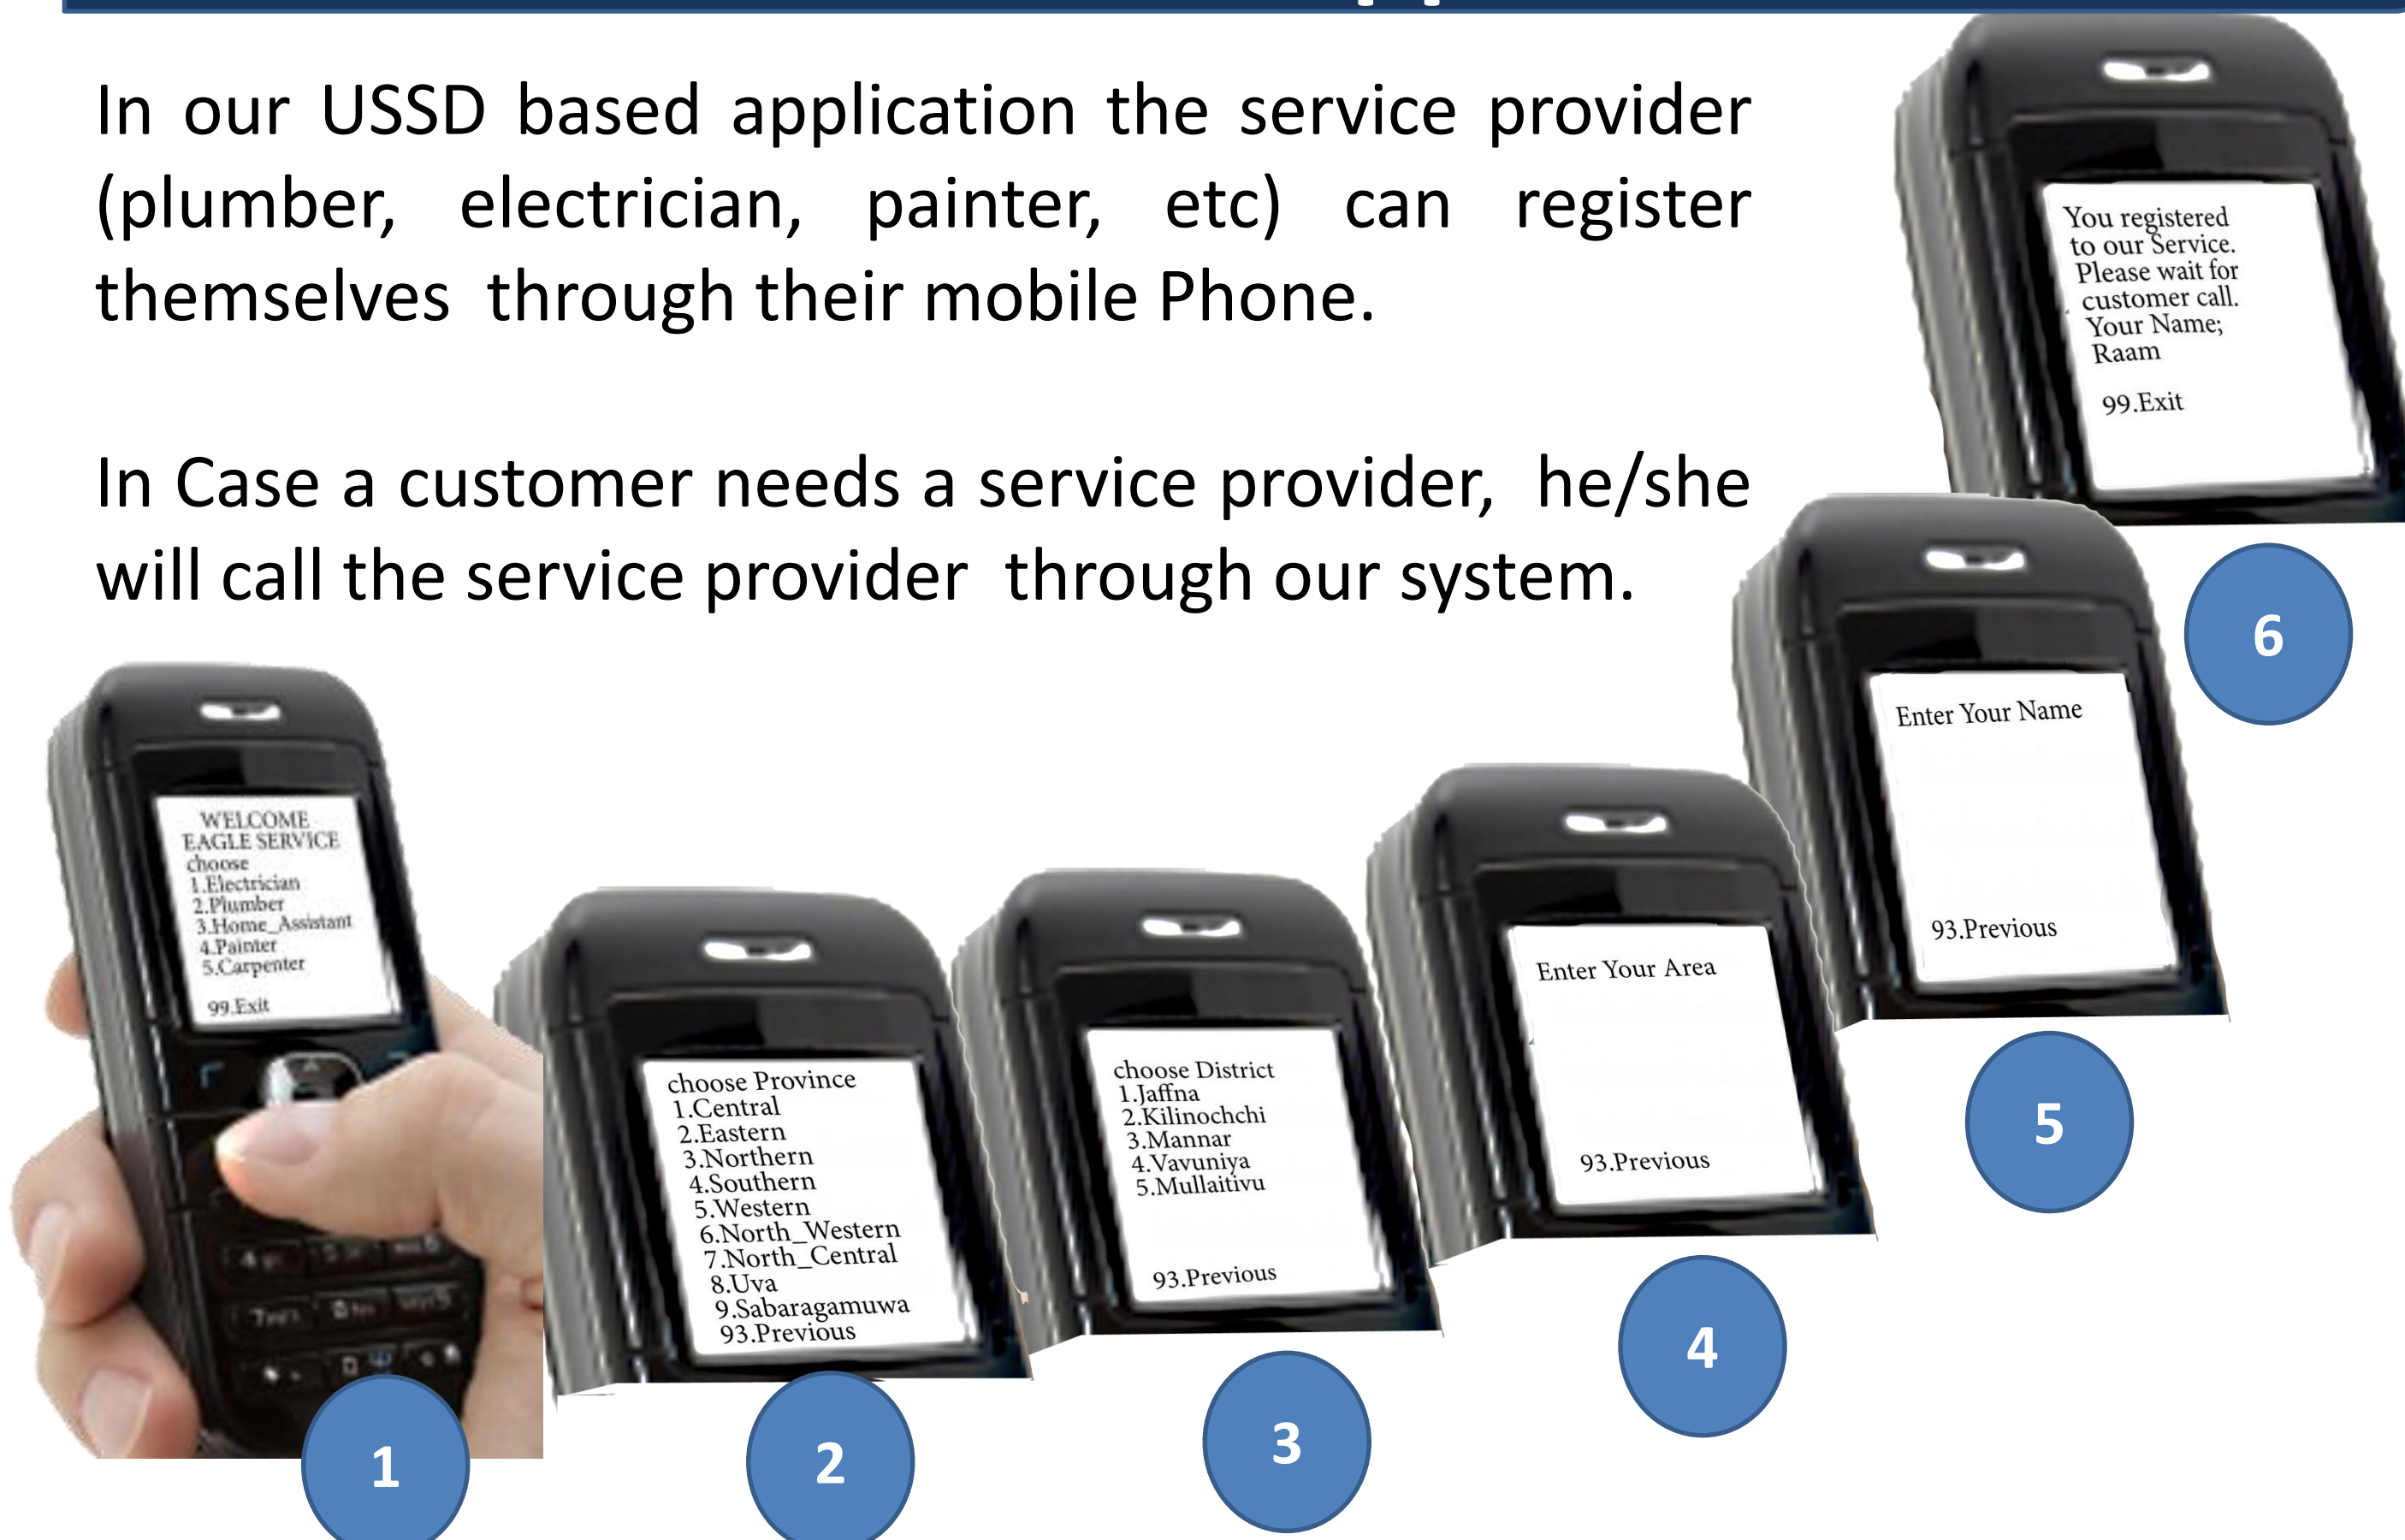 In our USSD based application the service provider
(plumber, electrician, painter, etc) can register
themselves through their mobile Phone.
In Case a customer needs a service provider, he/she
will call the service provider through our system.
WELCOME
EAGLE SERVICE
choose
1.Electrician
2.Plumber
3.Home_Assistant
4.Painter
5.Carpenter
99.Exit
1
choose Province
1.Central
2.Eastern
3.Northern
4.Southern
5.Western
6.North_Western
7.North_Central
8.Uva
9.Sabaragamuwa
93.Previous
2
choose District
1.Jaffna
2.Kilinochchi
3.Mannar
4.Vavuniya
5.Mullaitivu
93.Previous
3
Enter Your Area
93.Previous
4
Enter Your Name
93.Previous
5
You registered
to our Service.
Please wait for
customer call.
Your Name;
Raam
99.Exit
6